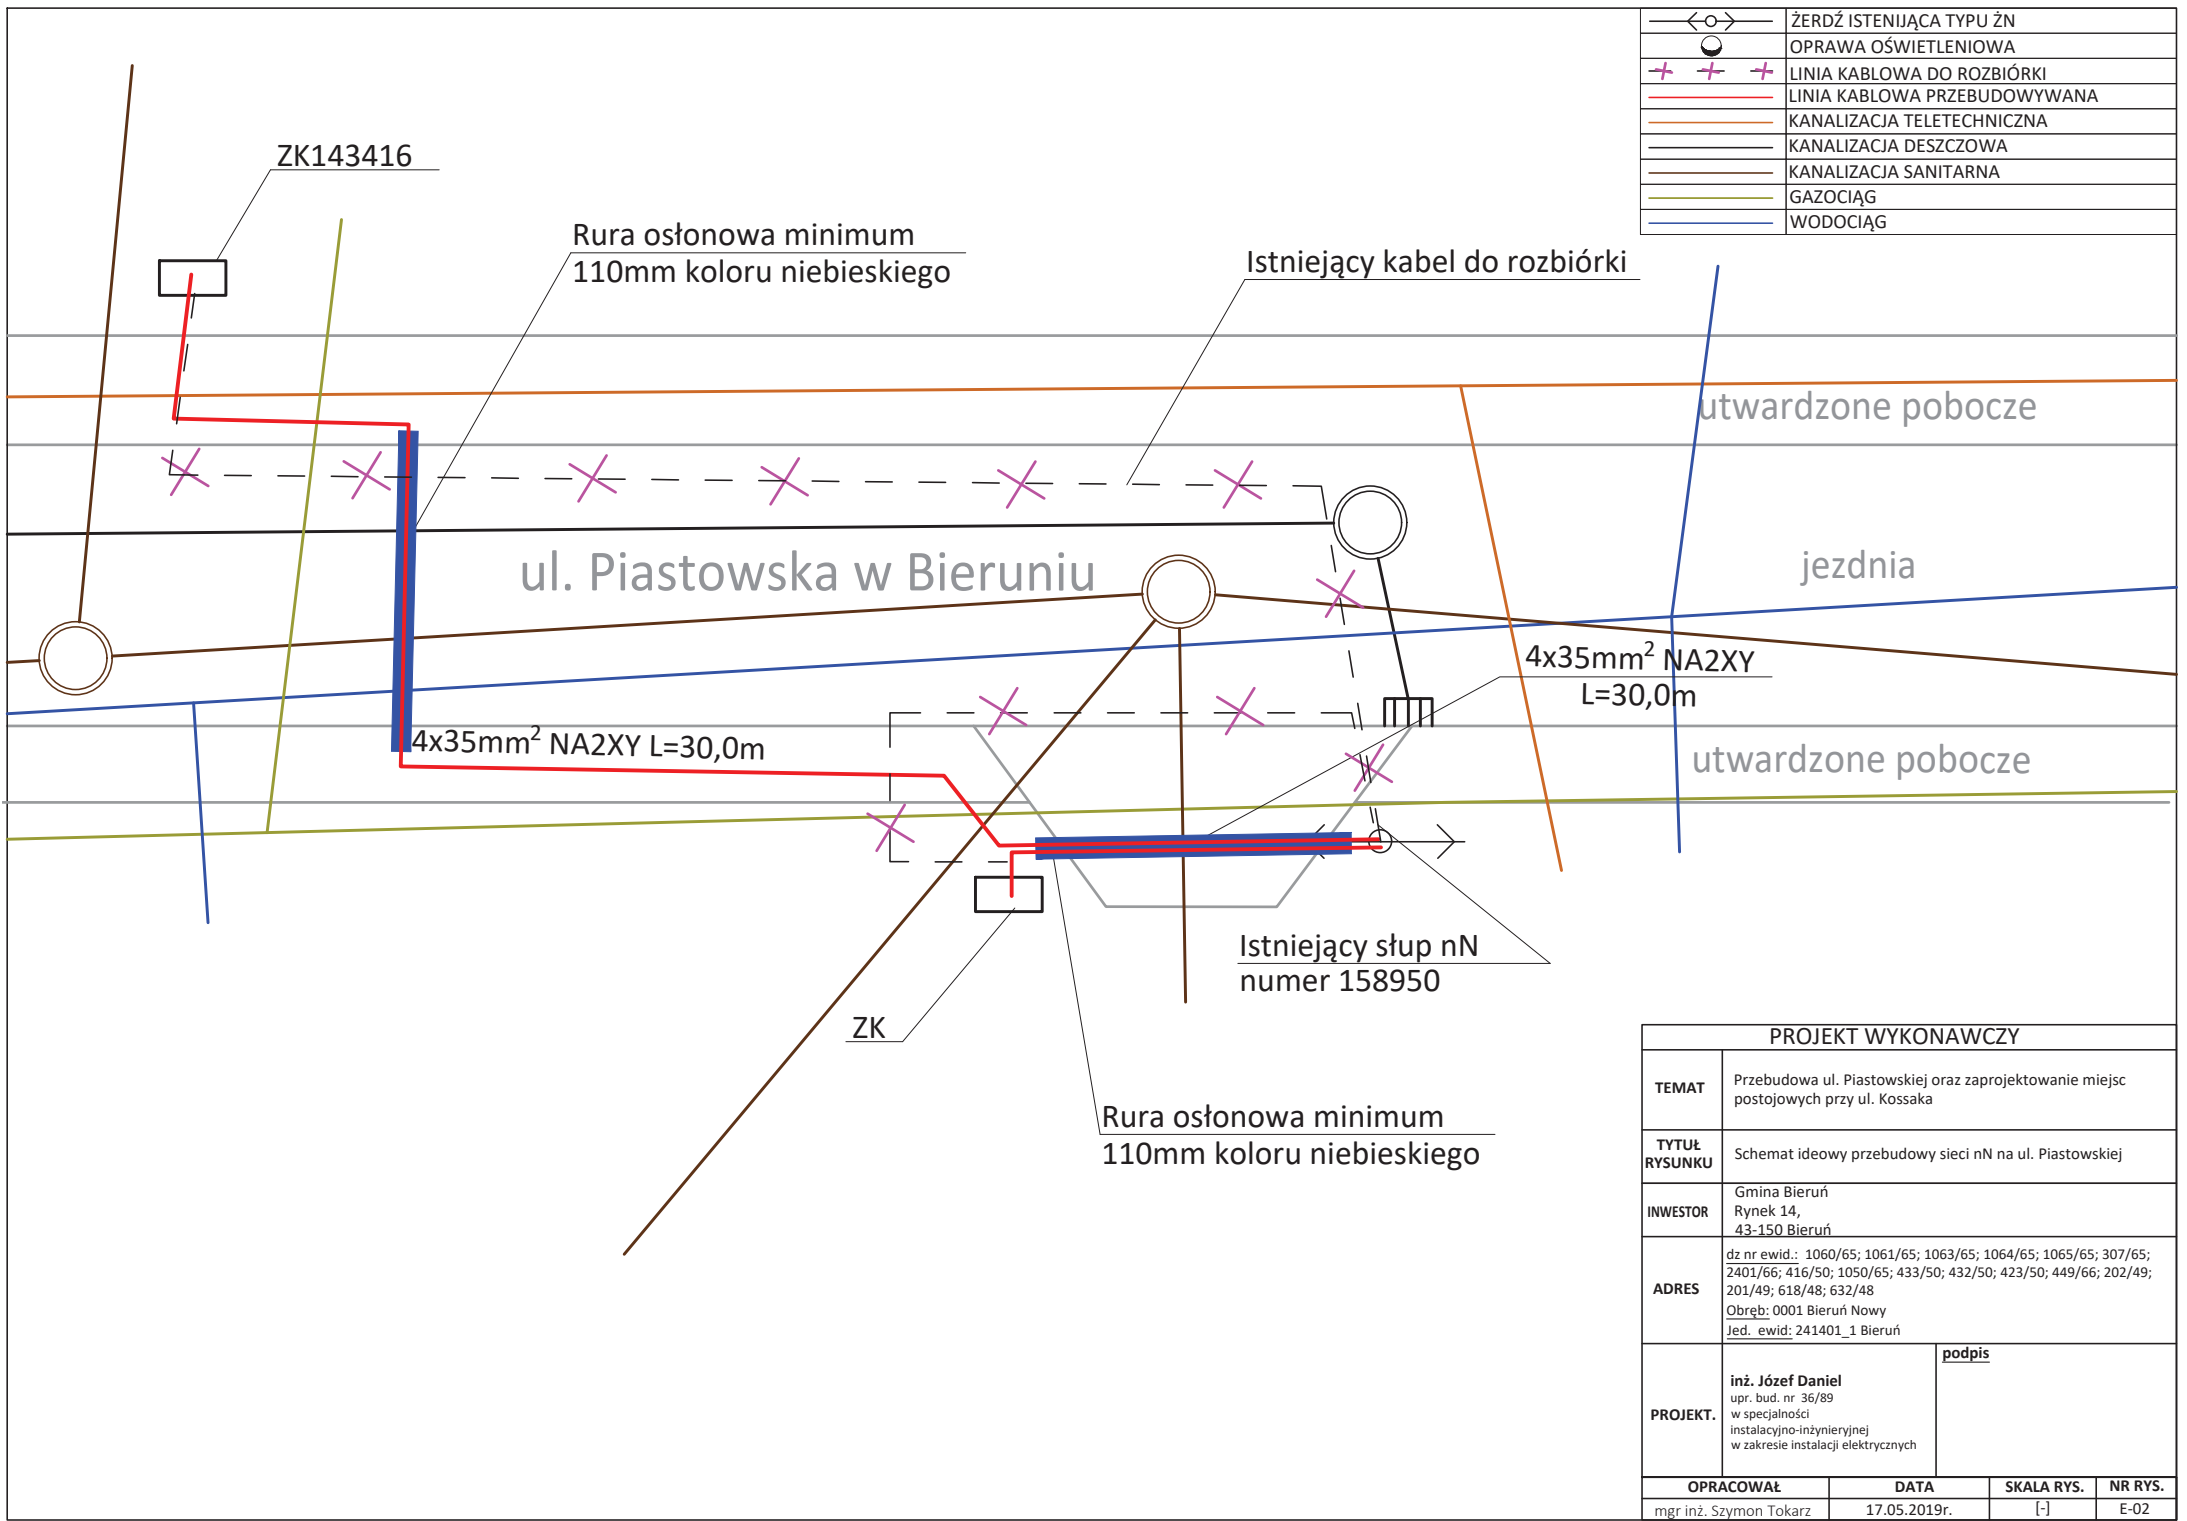 ŻERDŹ ISTENIJĄCA TYPU ŻN
OPRAWA OŚWIETLENIOWA
LINIA KABLOWA DO ROZBIÓRKI
LINIA KABLOWA PRZEBUDOWYWANA
KANALIZACJA TELETECHNICZNA
KANALIZACJA DESZCZOWA
KANALIZACJA SANITARNA
GAZOCIĄG
WODOCIĄG
ZK143416
Rura osłonowa minimum
110mm koloru niebieskiego
Istniejący kabel do rozbiórki
utwardzone pobocze
ul. Piastowska w Bieruniu
jezdnia
4x35mm² NA2XY
L=30,0m
4x35mm² NA2XY L=30,0m
utwardzone pobocze
Istniejący słup nN
numer 158950
ZK
Rura osłonowa minimum
110mm koloru niebieskiego
PROJEKT WYKONAWCZY
TEMAT
Przebudowa ul. Piastowskiej oraz zaprojektowanie miejsc
postojowych przy ul. Kossaka
TYTUŁ
RYSUNKU
Schemat ideowy przebudowy sieci nN na ul. Piastowskiej
INWESTOR
Gmina Bieruń
Rynek 14,
43-150 Bieruń
ADRES
dz nr ewid.: 1060/65; 1061/65; 1063/65; 1064/65; 1065/65; 307/65;
2401/66; 416/50; 1050/65; 433/50; 432/50; 423/50; 449/66; 202/49;
201/49; 618/48; 632/48
Obręb: 0001 Bieruń Nowy
Jed. ewid: 241401_1 Bieruń
PROJEKT.
inż. Józef Daniel
upr. bud. nr 36/89
w specjalności
instalacyjno-inżynieryjnej
w zakresie instalacji elektrycznych
podpis
OPRACOWAŁ DATA SKALA RYS. NR RYS.
mgr inż. Szymon Tokarz 17.05.2019r. [-] E-02